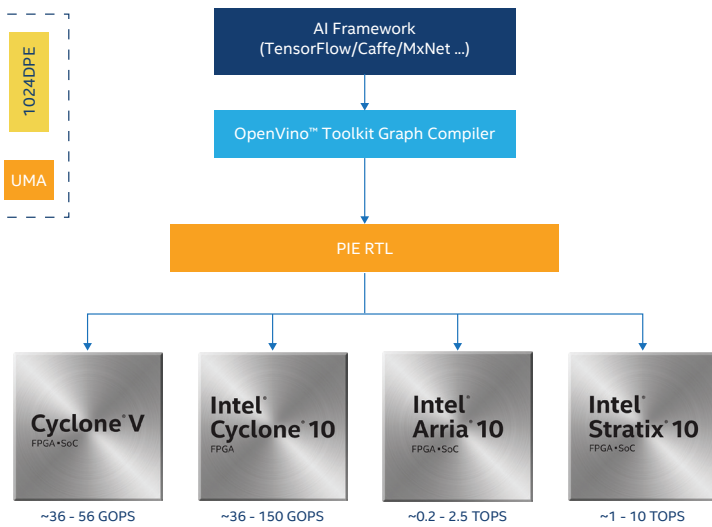 AI Framework
(TensorFlow/Caffe/MxNet ...)
1024DPE
OpenVino™ Toolkit Graph Compiler
UMA
PIE RTL
Cyclone® V
FPGA•SoC
Intel®
Cyclone® 10
FPGA
Intel®
Arria® 10
FPGA•SoC
Intel®
Stratix® 10
FPGA•SoC
~36 - 56 GOPS
~36 - 150 GOPS
~0.2 - 2.5 TOPS
~1 - 10 TOPS